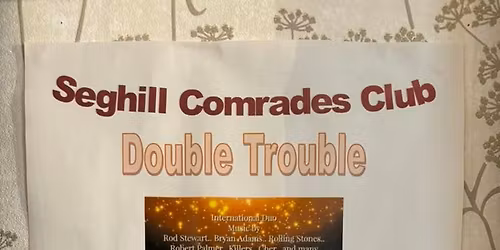 Seghill Comrades Club
Double Trouble
International Duo
Music By
Rod Stewart.. Bryan Adams.. Rolling Stones..
Robert Palmer.. Killers.. Cher.. and many